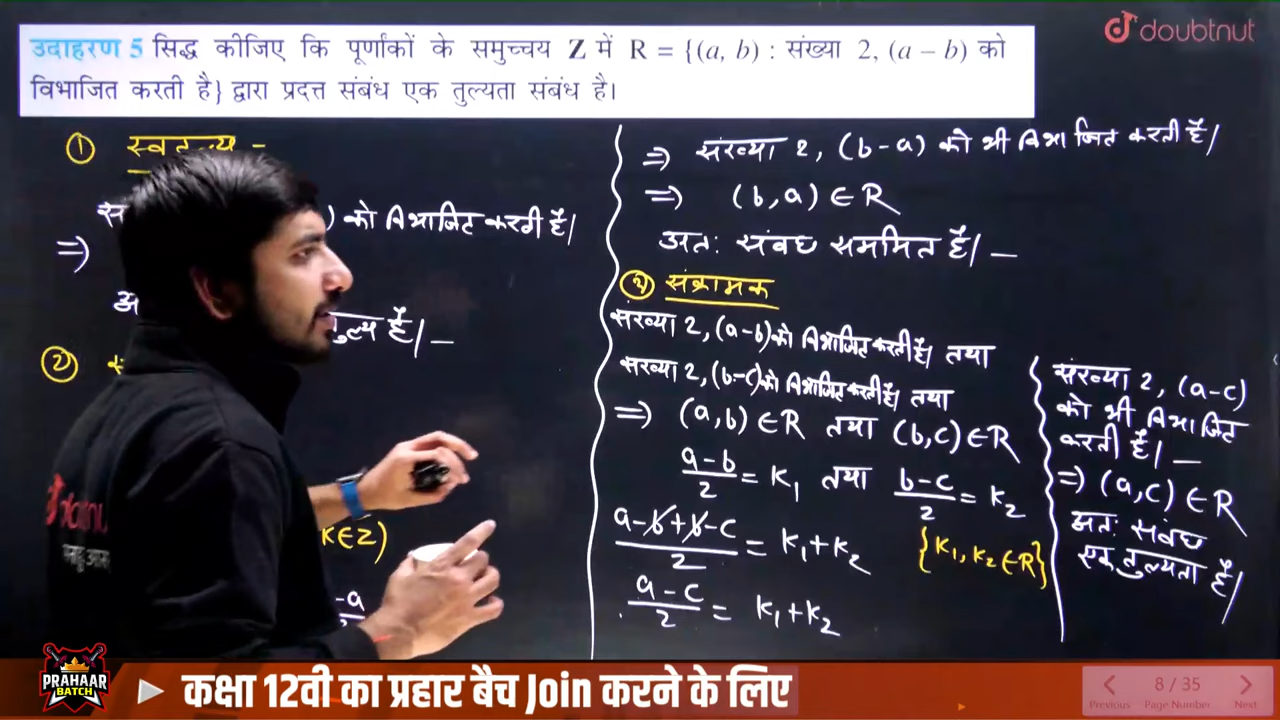 उदाहरण 5 सिद्ध कीजिए कि पूर्णांकों के समुच्चय Z में R = {(a, b) : संख्या 2, (a – b) को
विभाजित करती है} द्वारा प्रदत्त संबंध एक तुल्यता संबंध है।
doubtnut
① स्वतुल्य –
) को विभाजित करती है।
⇒
तुल्य है। –
②
K∈Z)
⇒ संख्या 2, (b-a) को भी विभाजित करती है।
⇒ (b,a) ∈ R
अतः संबंध सममित है। –
③ संक्रामक
संख्या 2, (a-b) को विभाजित करती है। तथा
संख्या 2, (b-c) को विभाजित करती है। तथा
⇒ (a,b) ∈ R तथा (b,c) ∈ R
a-b/2 = K₁ तथा b-c/2 = K₂
a-b+b-c/2 = K₁+K₂ {K₁,K₂ ∈ R}
a-c/2 = K₁+K₂
संख्या 2, (a-c)
को भी विभाजित
करती है। –
⇒ (a,c) ∈ R
अतः संबंध
एक तुल्यता है।
PRAHAAR
BATCH
कक्षा 12वी का प्रहार बैच Join करने के लिए
8 / 35
Previous Page Number Next